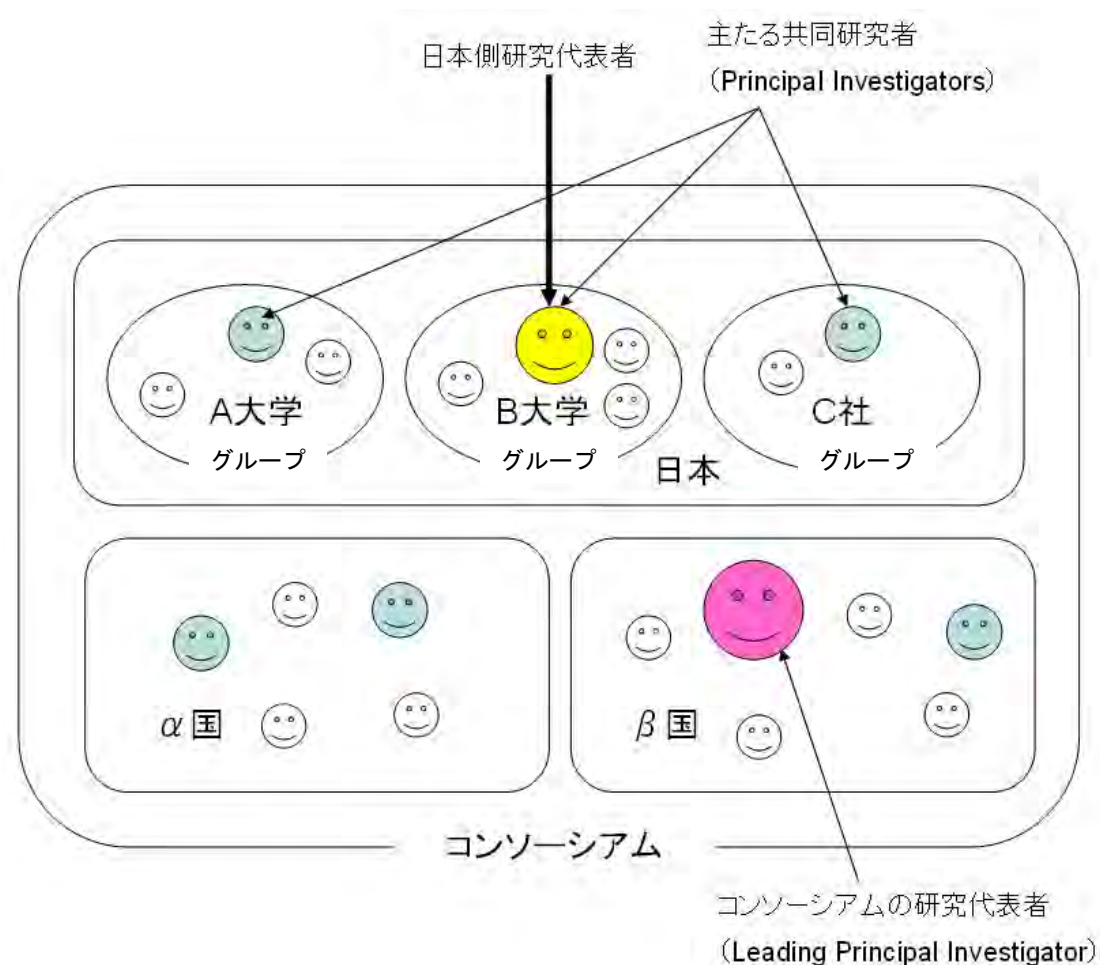 日本側研究代表者
主たる共同研究者
（Principal Investigators）
A大学
グループ
B大学
グループ
C社
グループ
日本
α国
β国
コンソーシアム
コンソーシアムの研究代表者
（Leading Principal Investigator）